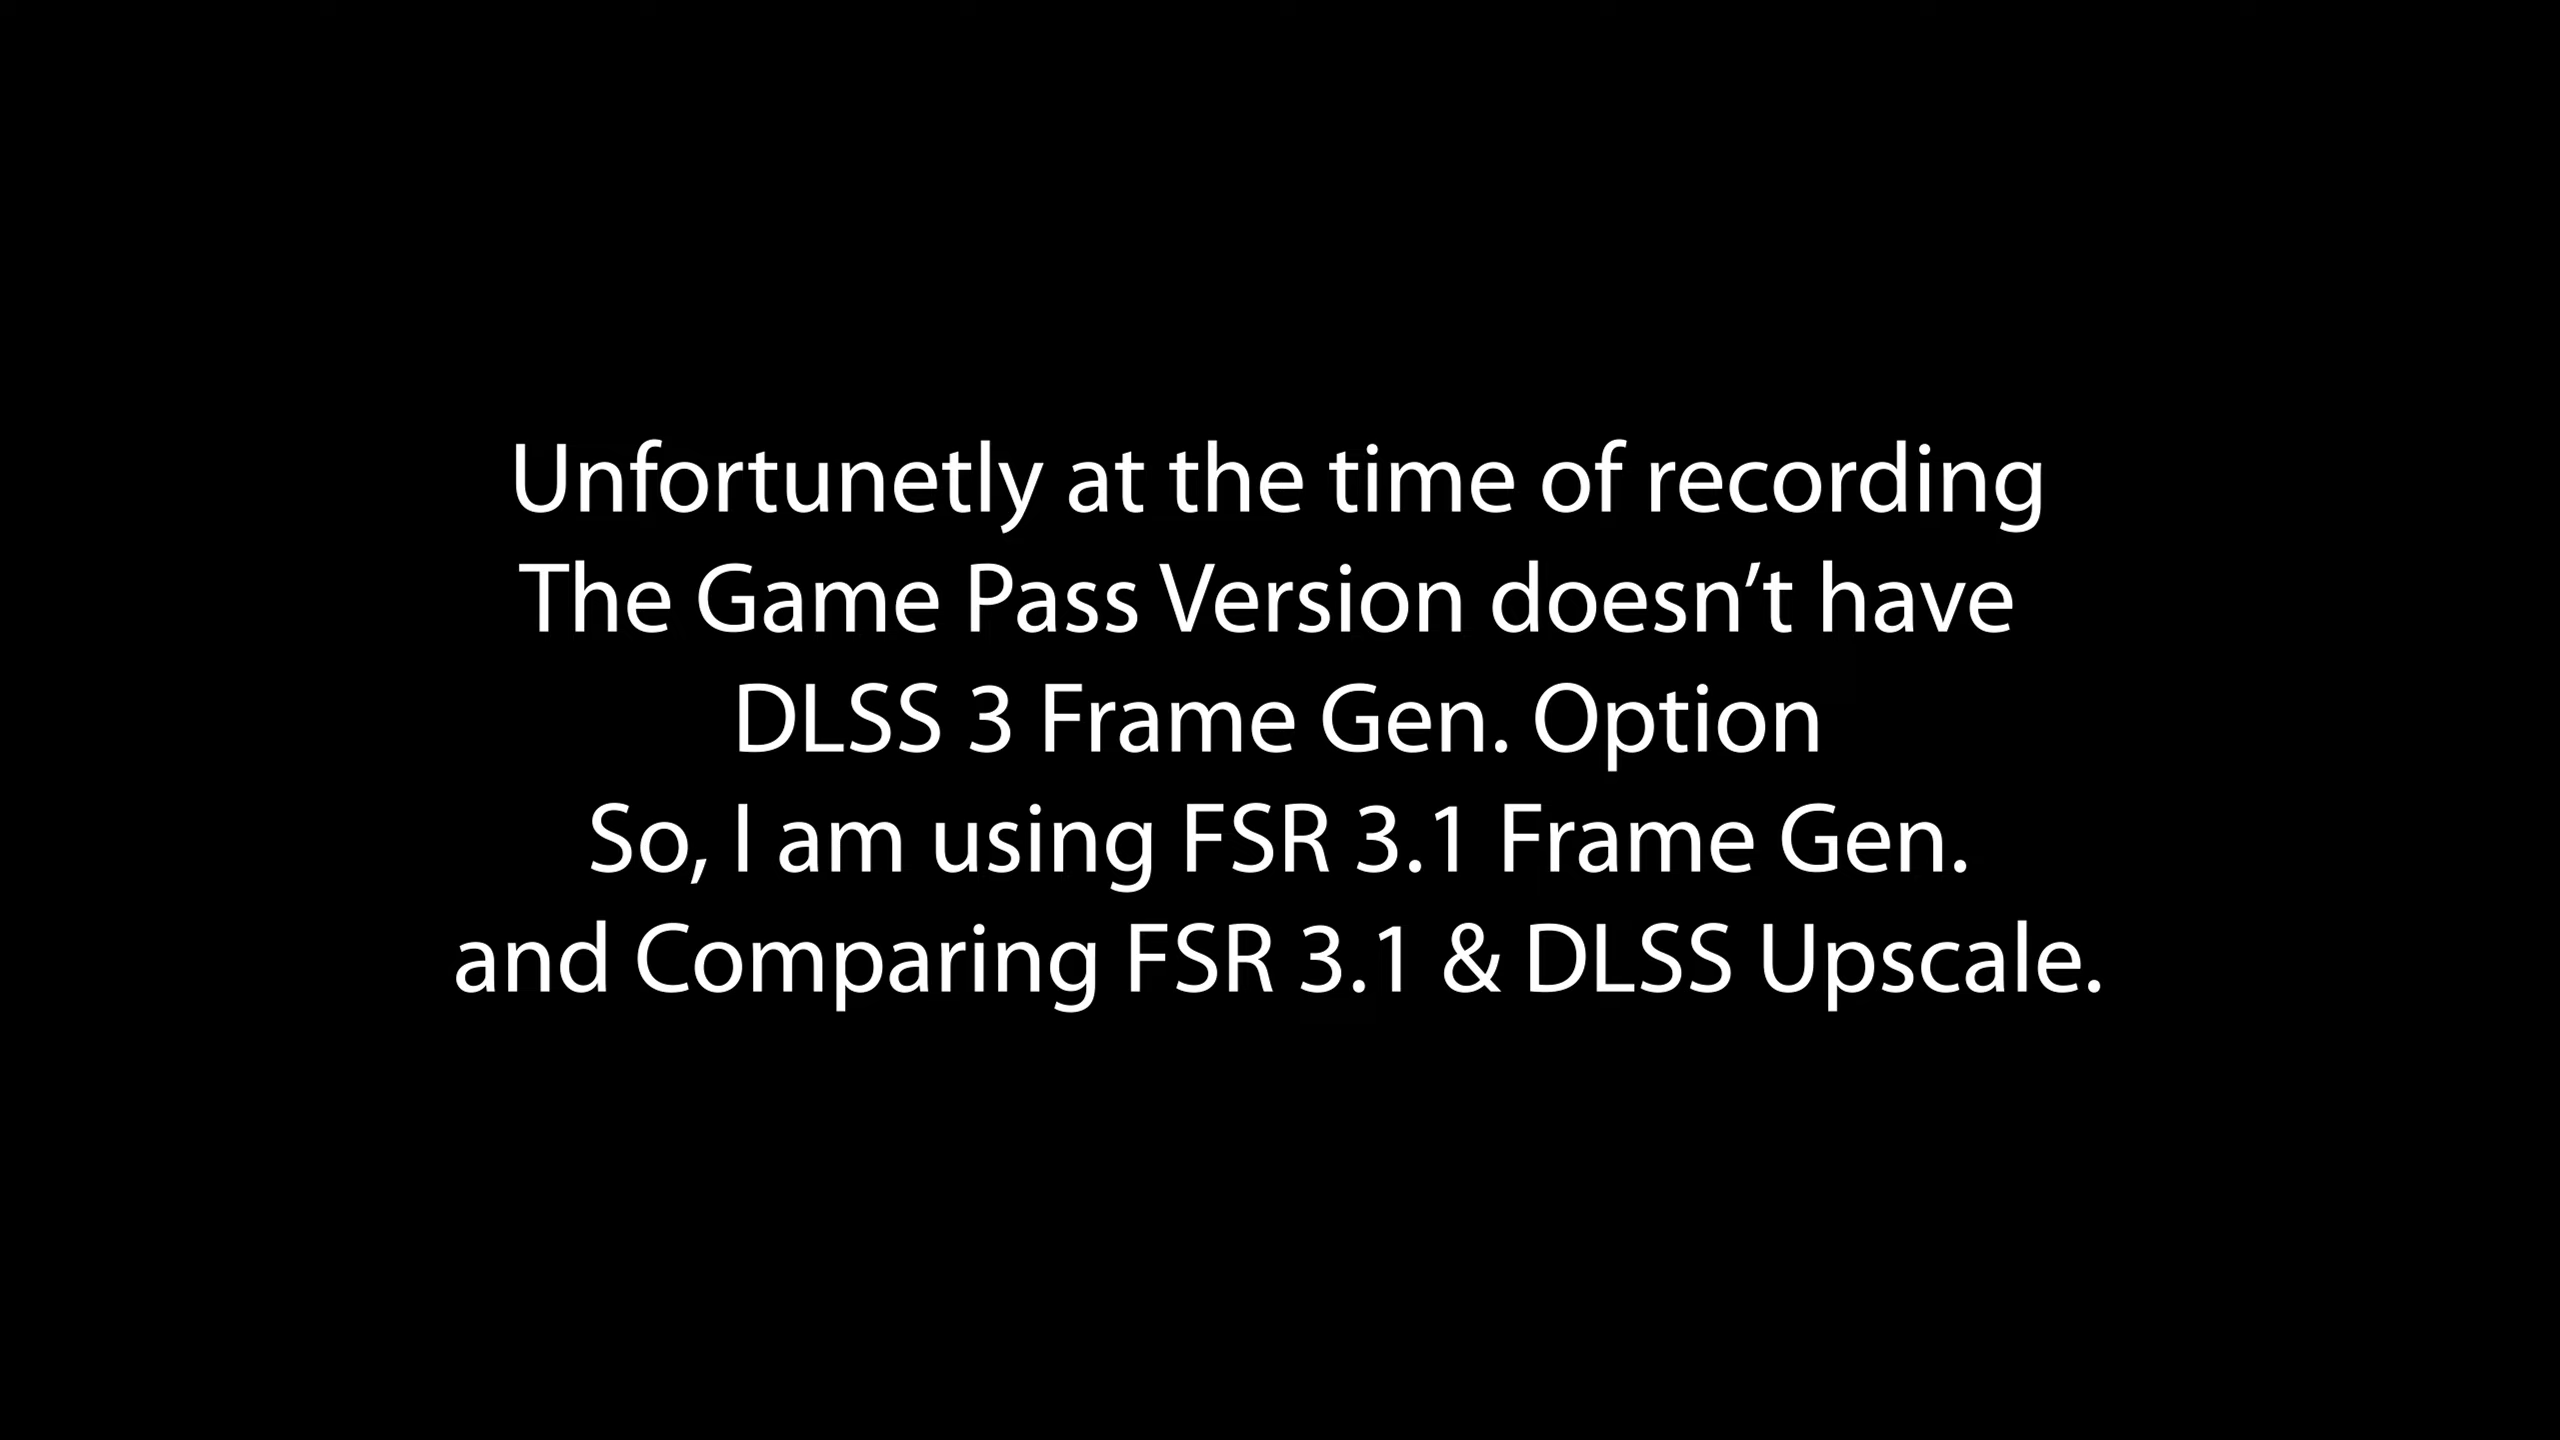 Unfortunetly at the time of recording
The Game Pass Version doesn’t have
DLSS 3 Frame Gen. Option
So, I am using FSR 3.1 Frame Gen.
and Comparing FSR 3.1 & DLSS Upscale.